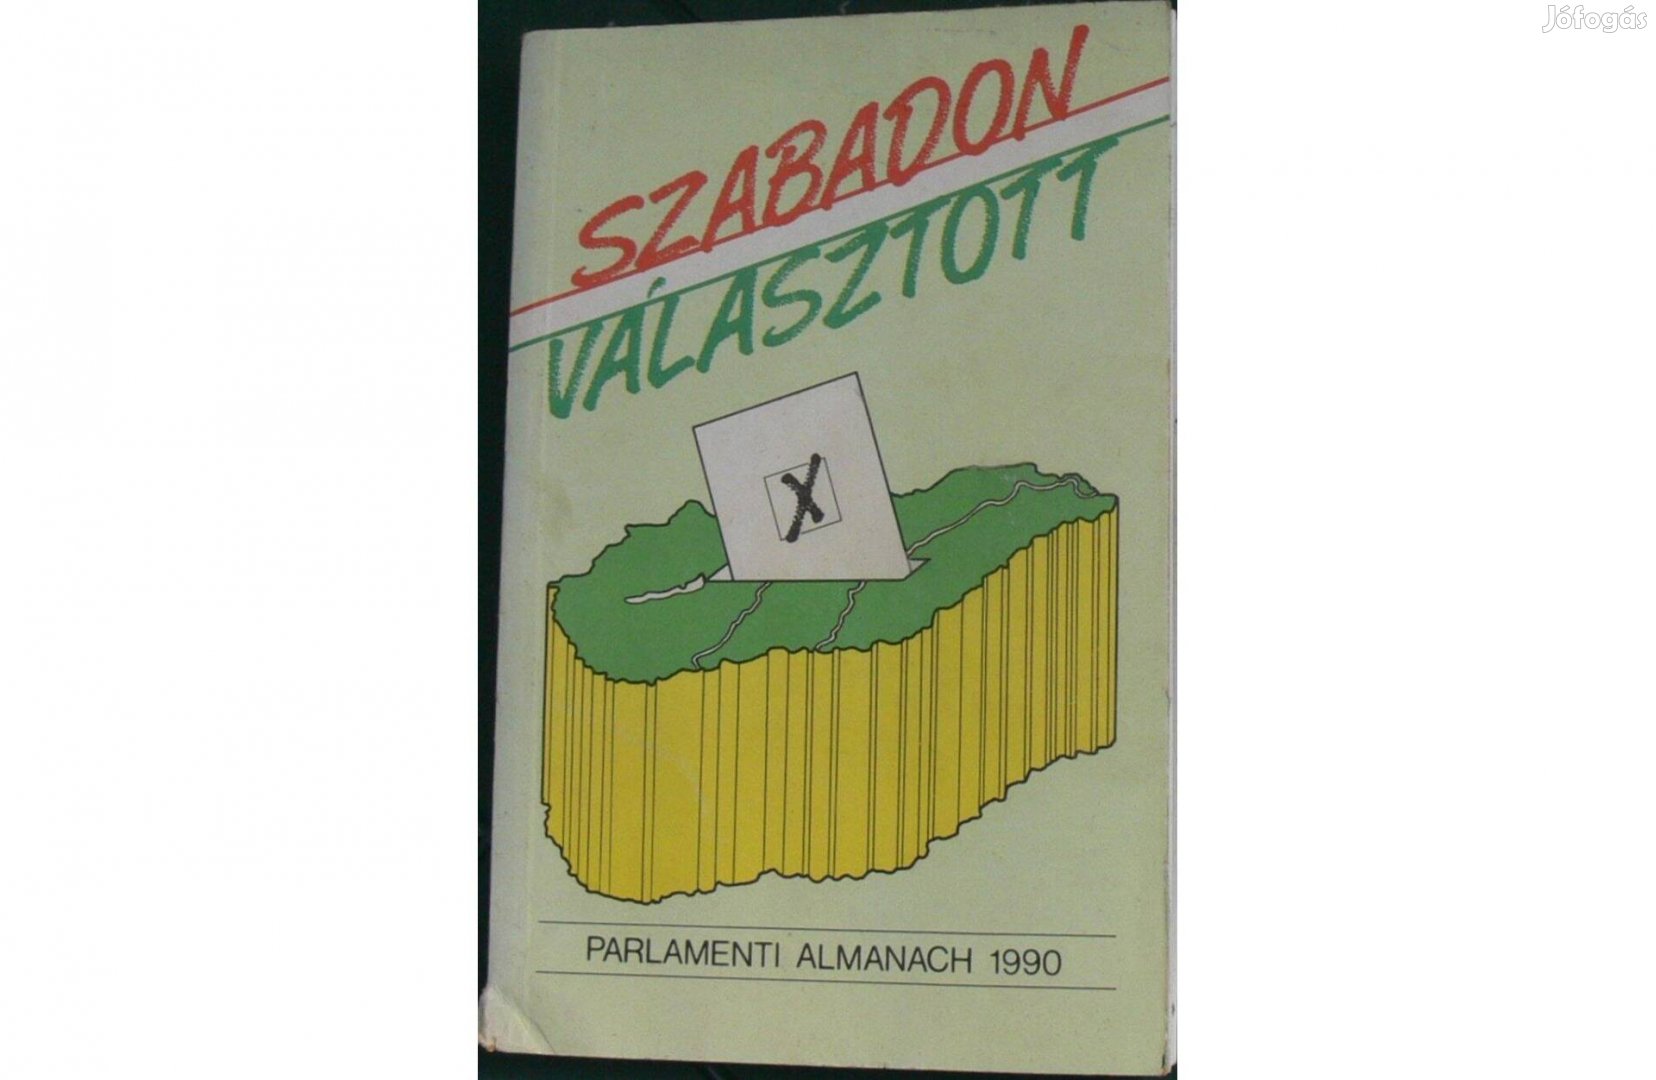 Jófogás
SZABADON
VÁLASZTOTT
X
PARLAMENTI ALMANACH 1990